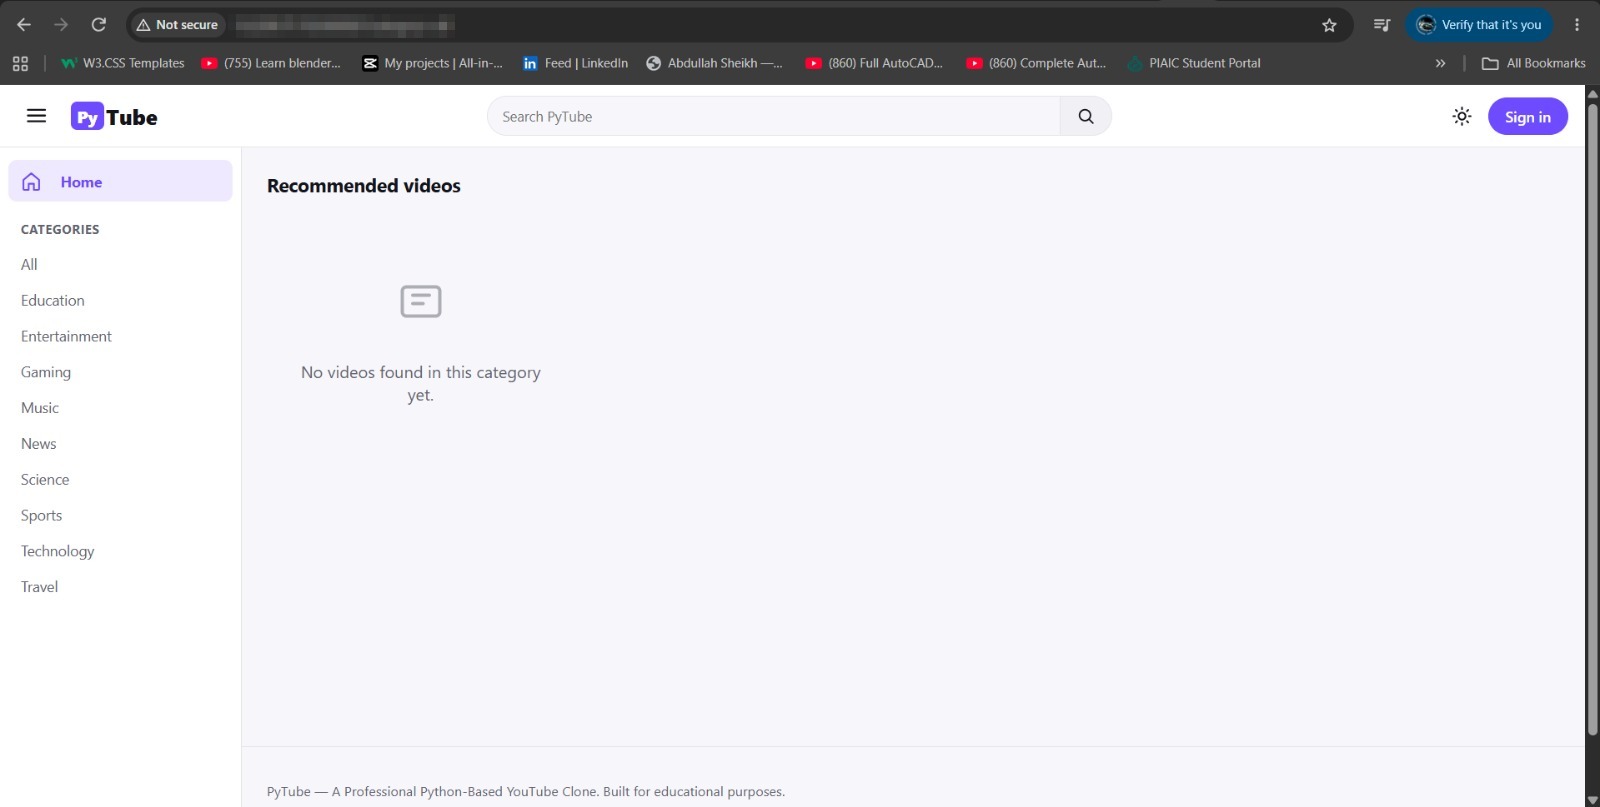 Not secure
Verify that it's you
W3.CSS Templates
(755) Learn blender...
My projects | All-in-...
Feed | LinkedIn
Abdullah Sheikh —...
(860) Full AutoCAD...
(860) Complete Aut...
PIAIC Student Portal
»
All Bookmarks
PyTube
Search PyTube
Sign in
Home
CATEGORIES
All
Education
Entertainment
Gaming
Music
News
Science
Sports
Technology
Travel
Recommended videos
No videos found in this category
yet.
PyTube — A Professional Python-Based YouTube Clone. Built for educational purposes.